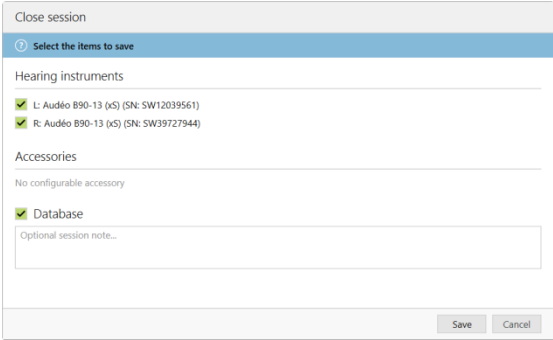 Close session
? Select the items to save
Hearing instruments
L: Audéo B90-13 (xS) (SN: SW12039561)
R: Audéo B90-13 (xS) (SN: SW39727944)
Accessories
No configurable accessory
Database
Optional session note...
Save Cancel